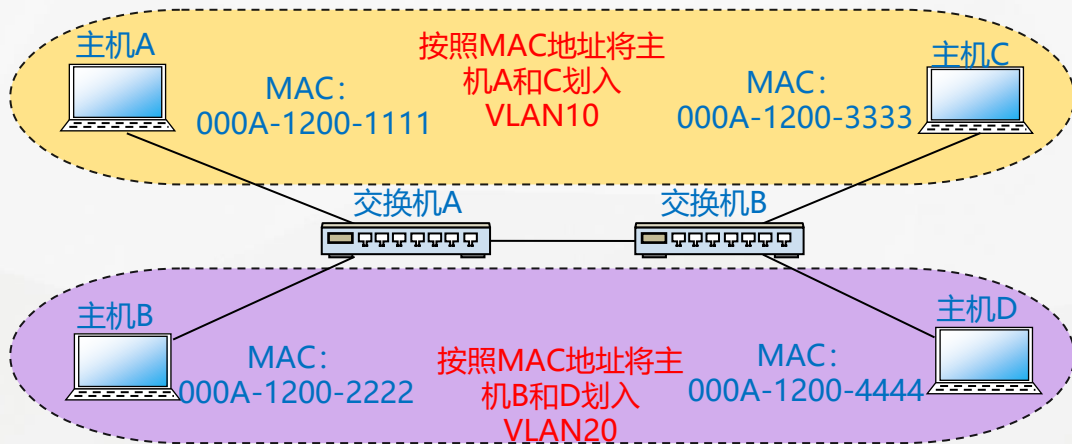 主机A
MAC：
000A-1200-1111
按照MAC地址将主
机A和C划入
VLAN10
主机C
MAC：
000A-1200-3333
交换机A
交换机B
主机B
MAC：
000A-1200-2222
按照MAC地址将主
机B和D划入
VLAN20
主机D
MAC：
000A-1200-4444